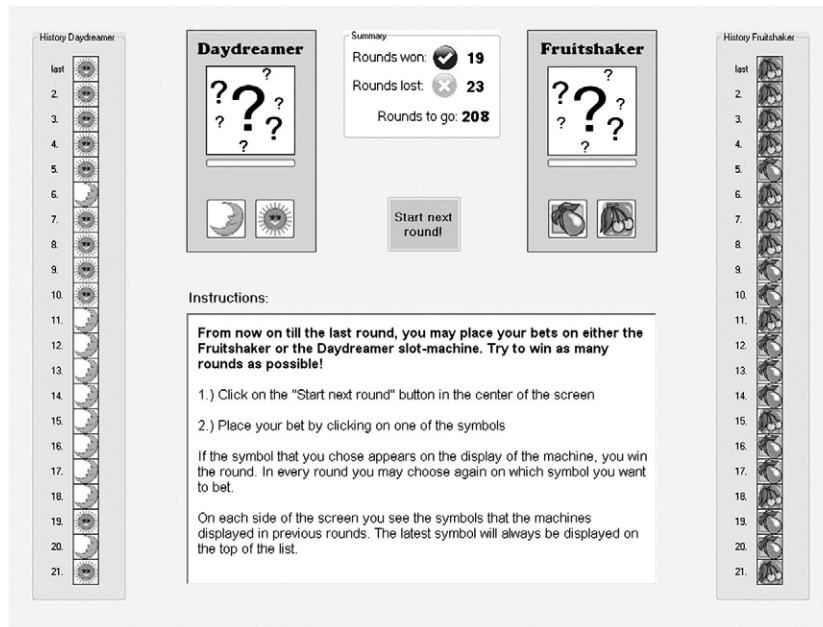 History Daydreamer
last
2.
3.
4.
5.
6.
7.
8.
9.
10.
11.
12.
13.
14.
15.
16.
17.
18.
19.
20.
21.
Daydreamer
? ? ? ? ? ?
Summary
Rounds won: 19
Rounds lost: 23
Rounds to go: 208
Start next
round!
Fruitshaker
? ? ? ? ? ?
Instructions:
From now on till the last round, you may place your bets on either the
Fruitshaker or the Daydreamer slot-machine. Try to win as many
rounds as possible!
1.) Click on the "Start next round" button in the center of the screen
2.) Place your bet by clicking on one of the symbols
If the symbol that you chose appears on the display of the machine, you win
the round. In every round you may choose again on which symbol you want
to bet.
On each side of the screen you see the symbols that the machines
displayed in previous rounds. The latest symbol will always be displayed on
the top of the list.
History Fruitshaker
last
2.
3.
4.
5.
6.
7.
8.
9.
10.
11.
12.
13.
14.
15.
16.
17.
18.
19.
20.
21.